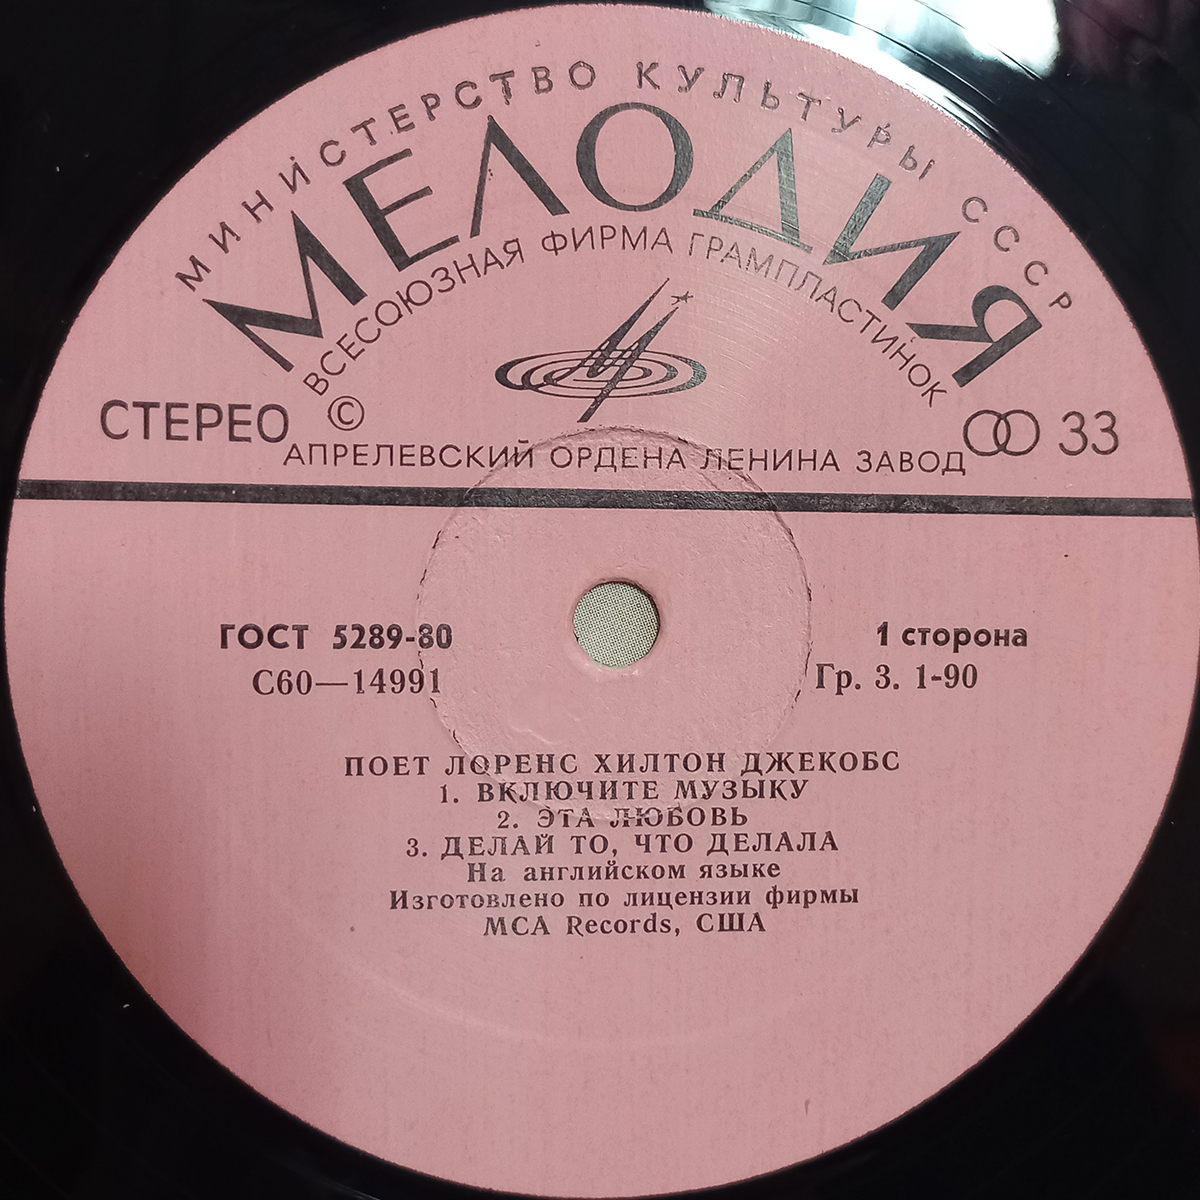 МИНИСТЕРСТВО КУЛЬТУРЫ СССР
МЕЛОДИЯ
ВСЕСОЮЗНАЯ ФИРМА ГРАМПЛАСТИНОК
СТЕРЕО © 33
АПРЕЛЕВСКИЙ ОРДЕНА ЛЕНИНА ЗАВОД
ГОСТ 5289-80 1 сторона
С60—14991 Гр. 3. 1-90
ПОЕТ ЛОРЕНС ХИЛТОН ДЖЕКОБС
1. ВКЛЮЧИТЕ МУЗЫКУ
2. ЭТА ЛЮБОВЬ
3. ДЕЛАЙ ТО, ЧТО ДЕЛАЛА
На английском языке
Изготовлено по лицензии фирмы
MCA Records, США